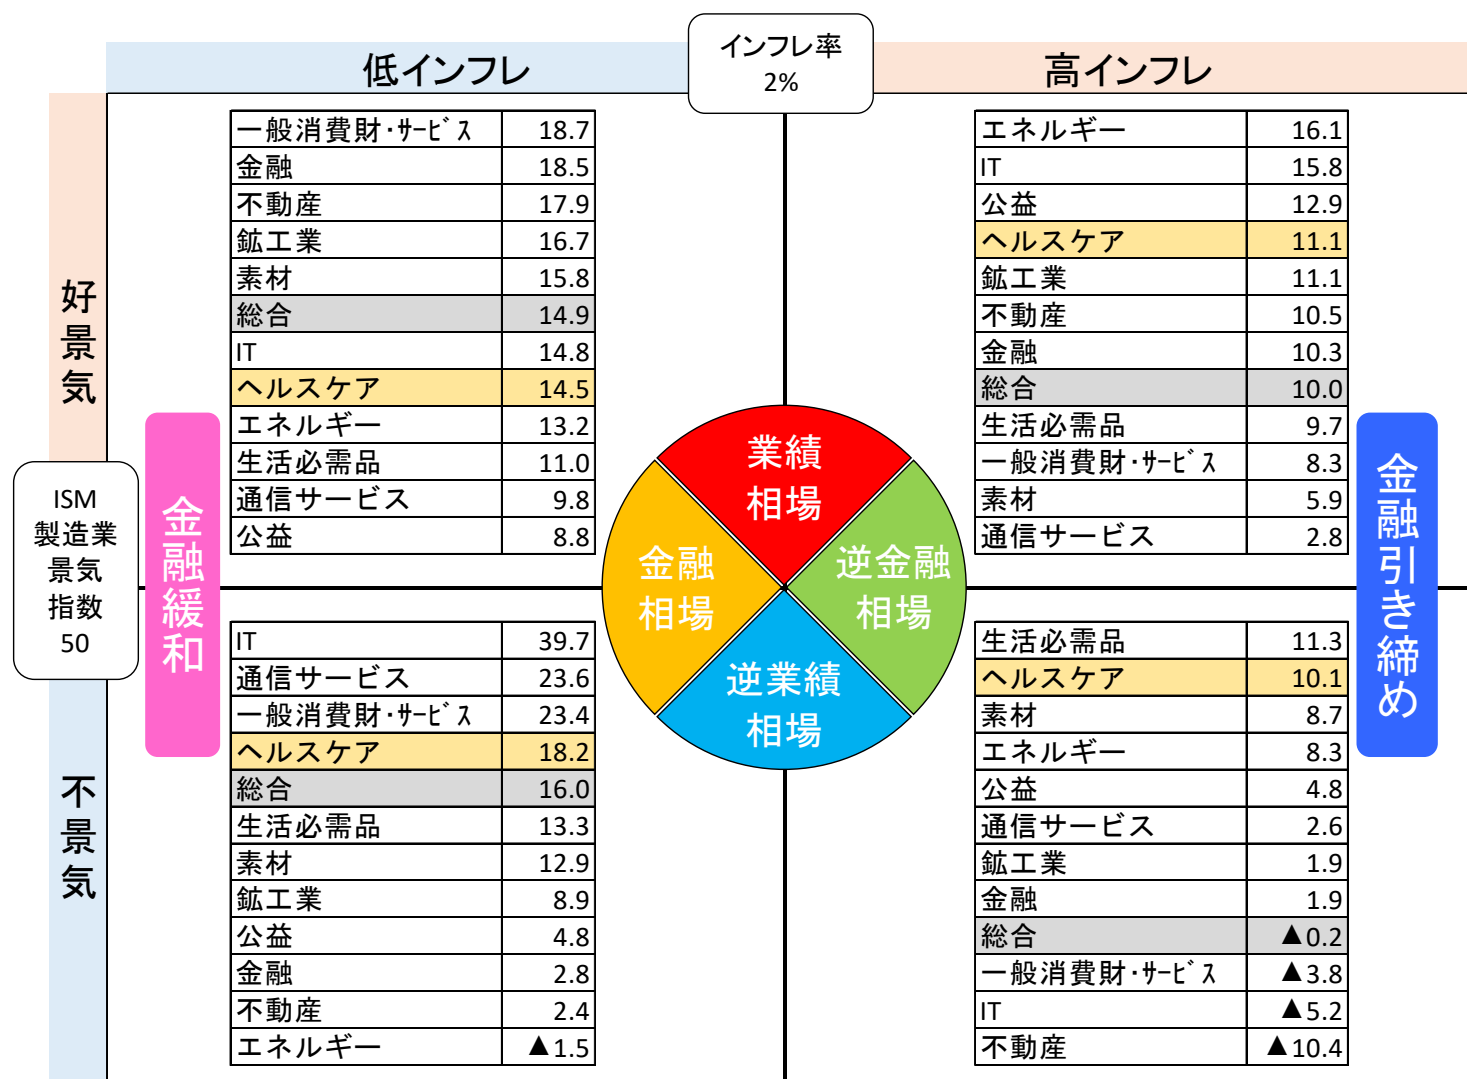 インフレ率
2%
低インフレ
高インフレ
好景気
不景気
ISM
製造業
景気
指数
50
金融緩和
金融引き締め
一般消費財･ｻｰﾋﾞｽ 18.7
金融 18.5
不動産 17.9
鉱工業 16.7
素材 15.8
総合 14.9
IT 14.8
ヘルスケア 14.5
エネルギー 13.2
生活必需品 11.0
通信サービス 9.8
公益 8.8
エネルギー 16.1
IT 15.8
公益 12.9
ヘルスケア 11.1
鉱工業 11.1
不動産 10.5
金融 10.3
総合 10.0
生活必需品 9.7
一般消費財･ｻｰﾋﾞｽ 8.3
素材 5.9
通信サービス 2.8
業績
相場
金融
相場
逆金融
相場
逆業績
相場
IT 39.7
通信サービス 23.6
一般消費財･ｻｰﾋﾞｽ 23.4
ヘルスケア 18.2
総合 16.0
生活必需品 13.3
素材 12.9
鉱工業 8.9
公益 4.8
金融 2.8
不動産 2.4
エネルギー ▲1.5
生活必需品 11.3
ヘルスケア 10.1
素材 8.7
エネルギー 8.3
公益 4.8
通信サービス 2.6
鉱工業 1.9
金融 1.9
総合 ▲0.2
一般消費財･ｻｰﾋﾞｽ ▲3.8
IT ▲5.2
不動産 ▲10.4